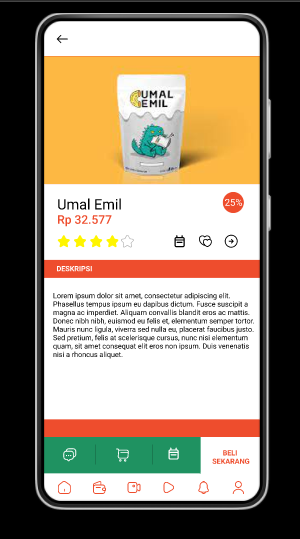 UMAL
EMIL
Umal Emil
25%
Rp 32.577
DESKRIPSI
Lorem ipsum dolor sit amet, consectetur adipiscing elit.
Phasellus tempus ipsum eu dapibus dictum. Fusce suscipit a
magna ac imperdiet. Aliquam convallis blandit eros ac mattis.
Donec nibh nibh, euismod eu felis et, elementum semper tortor.
Mauris nunc ligula, viverra sed nulla eu, placerat faucibus justo.
Sed pretium, felis at scelerisque cursus, nunc nisi elementum
quam, sit amet consequat elit eros non ipsum. Duis venenatis
nisi a rhoncus aliquet.
BELI
SEKARANG